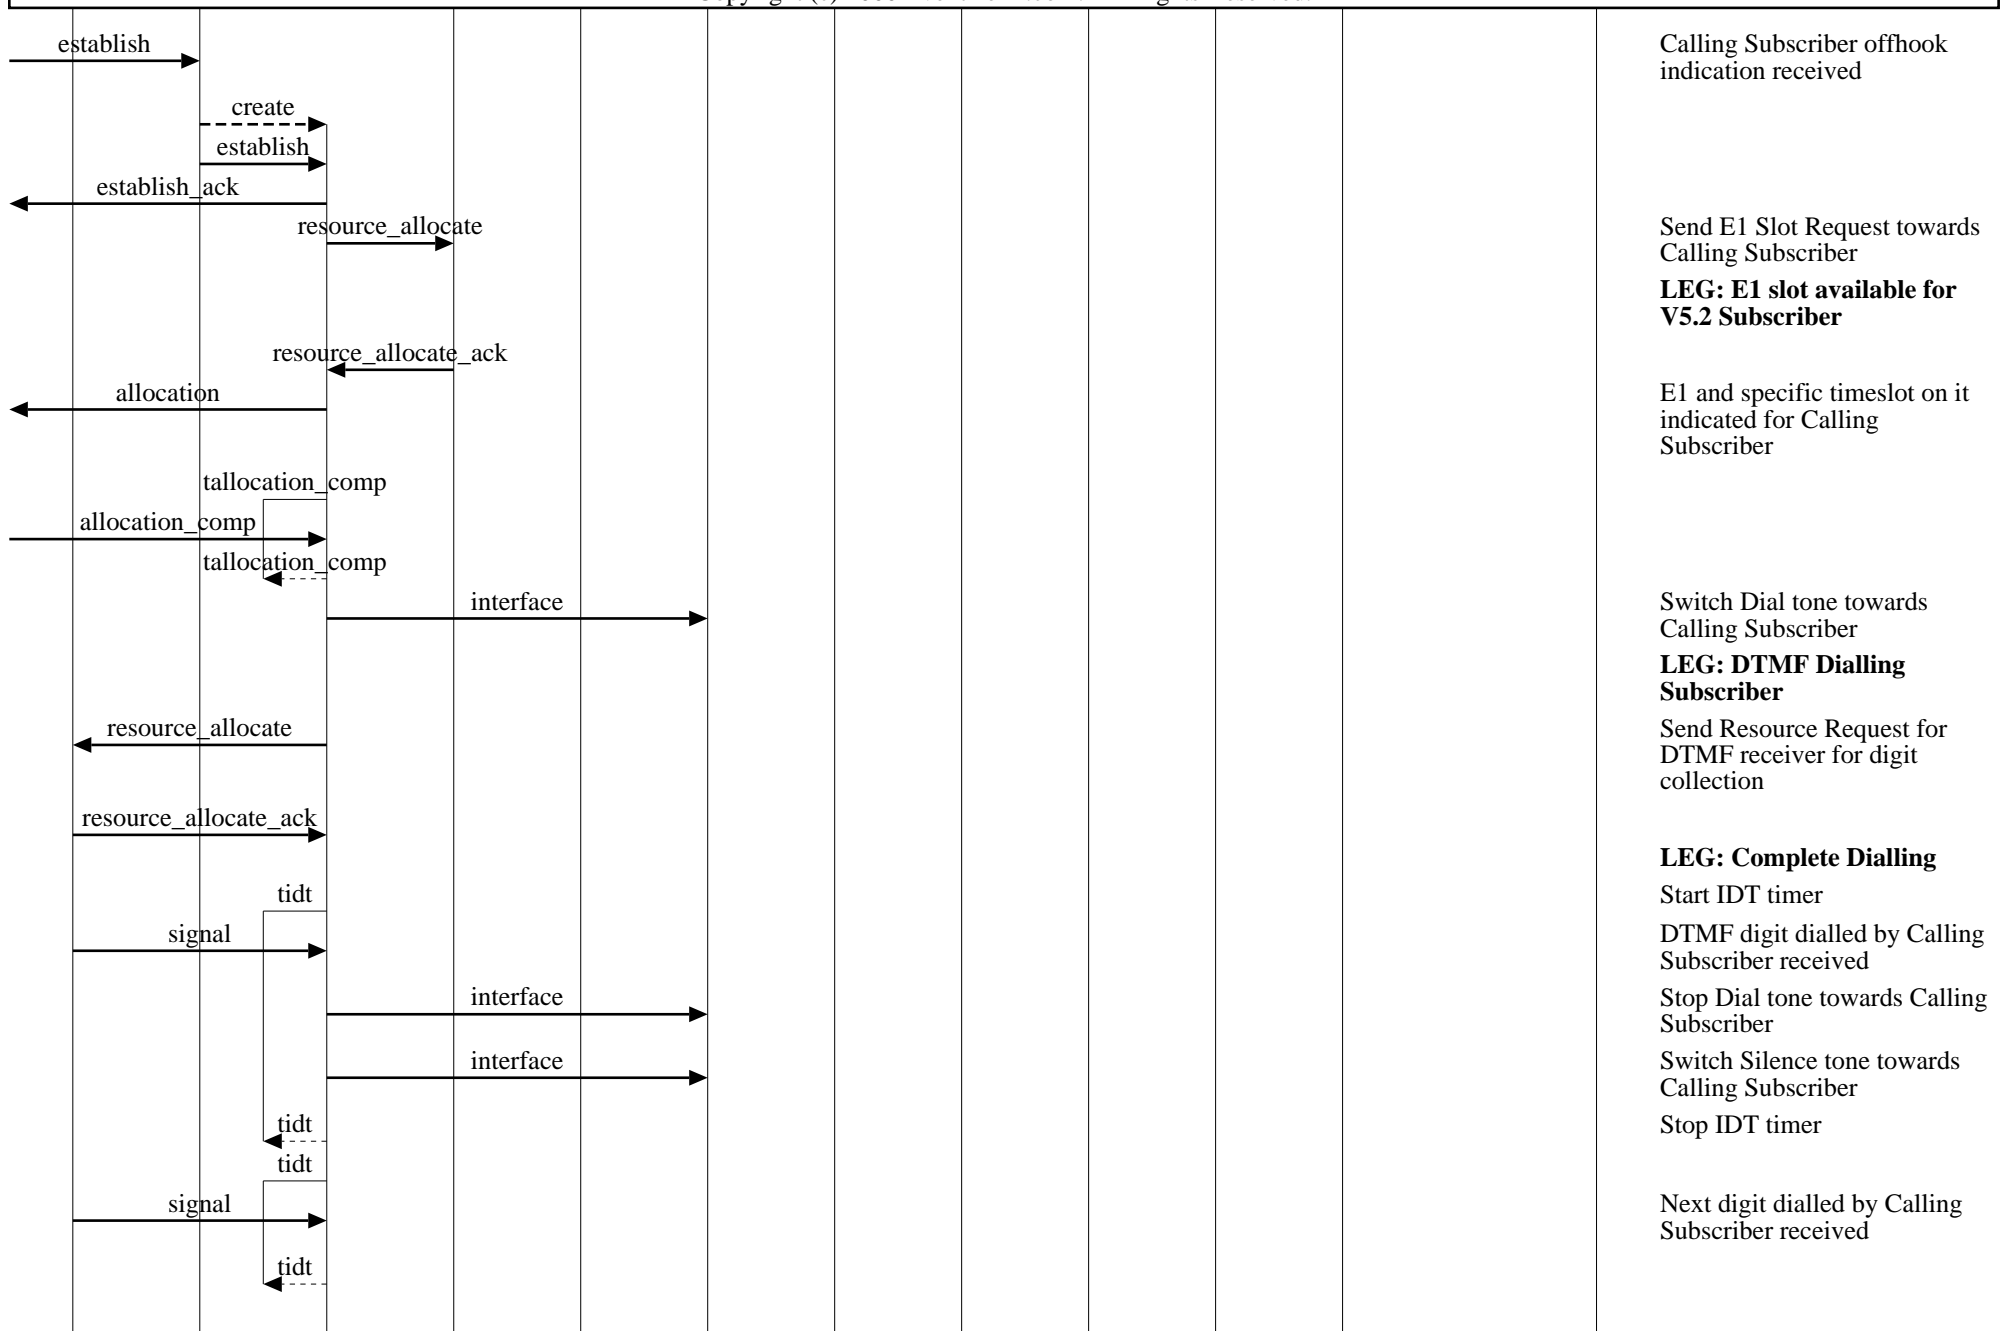 establish
Calling Subscriber offhook
indication received
create
establish
establish_ack
resource_allocate
Send E1 Slot Request towards
Calling Subscriber
LEG: E1 slot available for
V5.2 Subscriber
resource_allocate_ack
allocation
E1 and specific timeslot on it
indicated for Calling
Subscriber
tallocation_comp
allocation_comp
tallocation_comp
interface
Switch Dial tone towards
Calling Subscriber
LEG: DTMF Dialling
Subscriber
resource_allocate
Send Resource Request for
DTMF receiver for digit
collection
resource_allocate_ack
LEG: Complete Dialling
tidt
Start IDT timer
signal
DTMF digit dialled by Calling
Subscriber received
interface
Stop Dial tone towards Calling
Subscriber
interface
Switch Silence tone towards
Calling Subscriber
tidt
Stop IDT timer
tidt
signal
Next digit dialled by Calling
Subscriber received
tidt